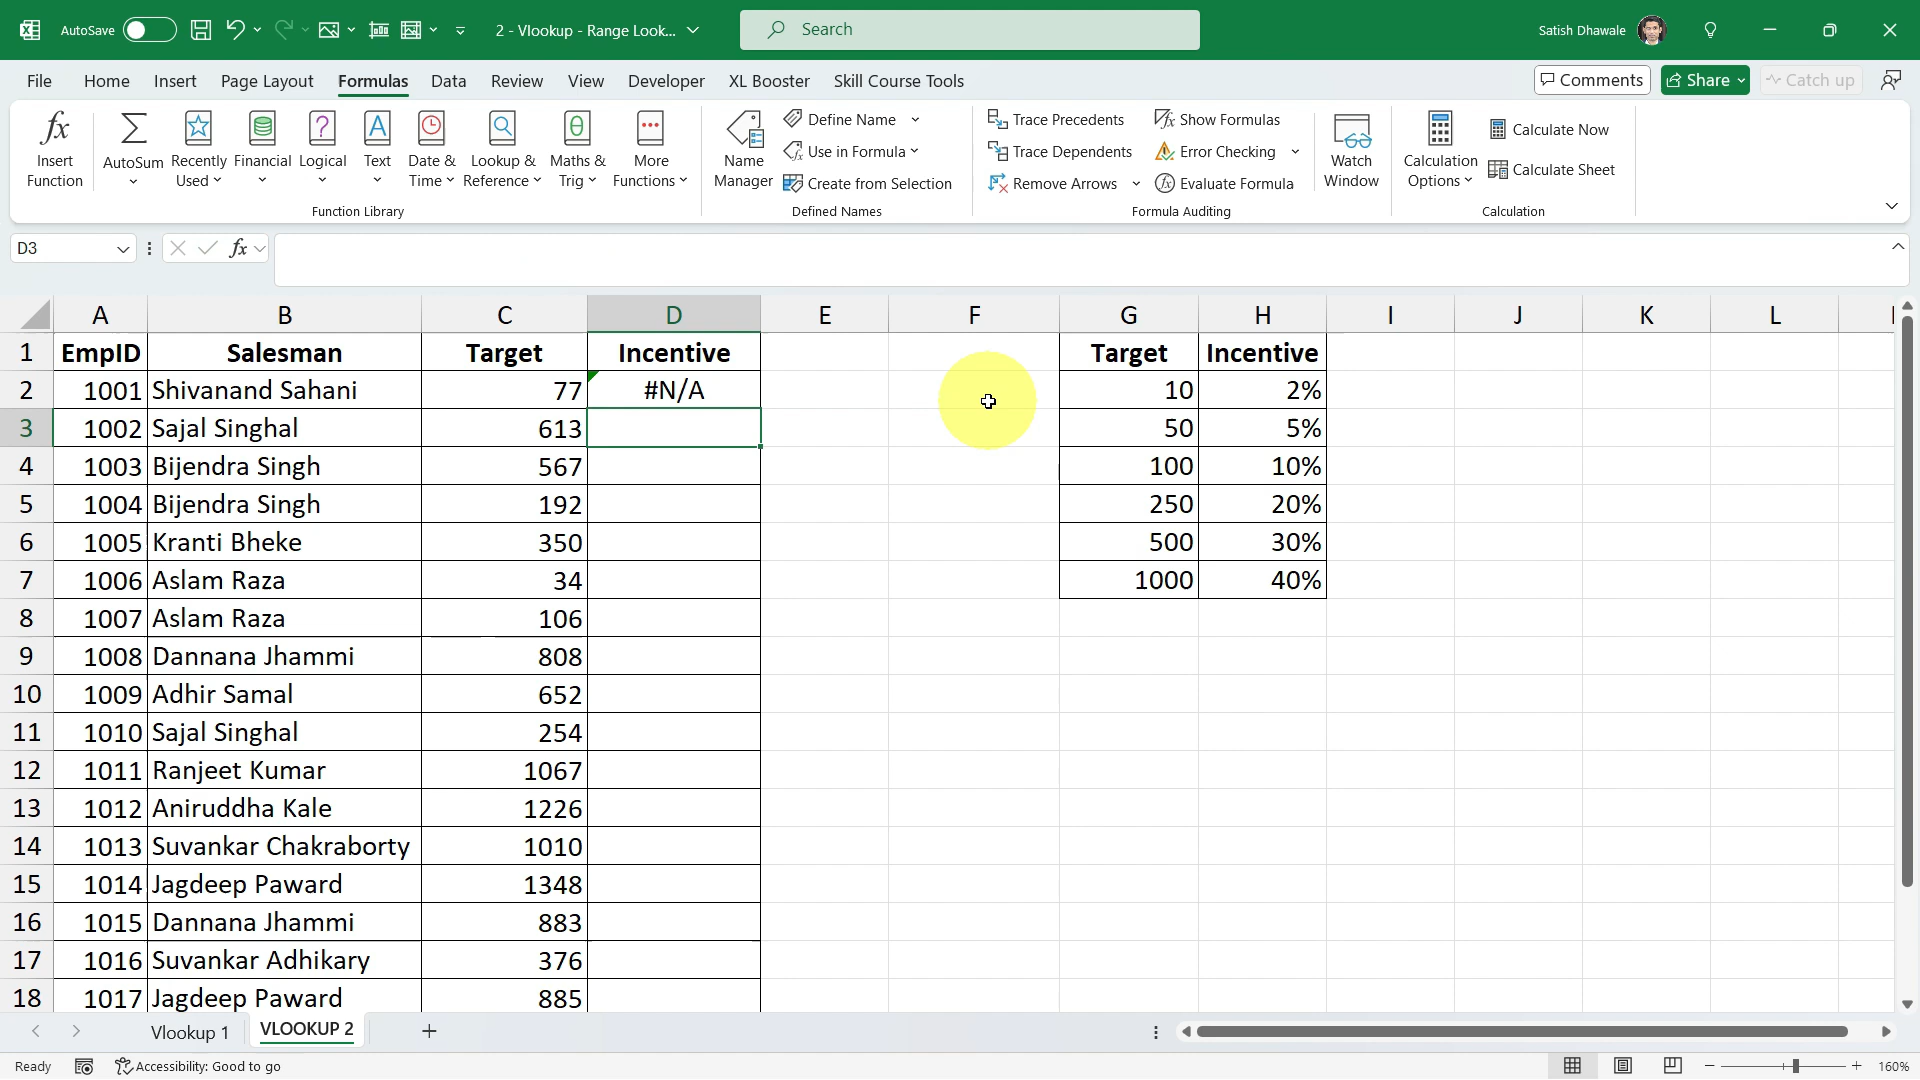 AutoSave
2 - Vlookup - Range Look...
Search
Satish Dhawale
File Home Insert Page Layout Formulas Data Review View Developer XL Booster Skill Course Tools
Comments Share Catch up
Insert Function
AutoSum
Recently Used
Financial
Logical
Text
Date & Time
Lookup & Reference
Maths & Trig
More Functions
Function Library
Name Manager
Define Name
Use in Formula
Create from Selection
Defined Names
Trace Precedents
Trace Dependents
Remove Arrows
Show Formulas
Error Checking
Evaluate Formula
Formula Auditing
Watch Window
Calculation Options
Calculate Now
Calculate Sheet
Calculation
D3 fx
A B C D E F G H I J K L
1 EmpID Salesman Target Incentive Target Incentive
2 1001 Shivanand Sahani 77 #N/A 10 2%
3 1002 Sajal Singhal 613 50 5%
4 1003 Bijendra Singh 567 100 10%
5 1004 Bijendra Singh 192 250 20%
6 1005 Kranti Bheke 350 500 30%
7 1006 Aslam Raza 34 1000 40%
8 1007 Aslam Raza 106
9 1008 Dannana Jhammi 808
10 1009 Adhir Samal 652
11 1010 Sajal Singhal 254
12 1011 Ranjeet Kumar 1067
13 1012 Aniruddha Kale 1226
14 1013 Suvankar Chakraborty 1010
15 1014 Jagdeep Paward 1348
16 1015 Dannana Jhammi 883
17 1016 Suvankar Adhikary 376
18 1017 Jagdeep Paward 885
Vlookup 1 VLOOKUP 2
Ready Accessibility: Good to go 160%